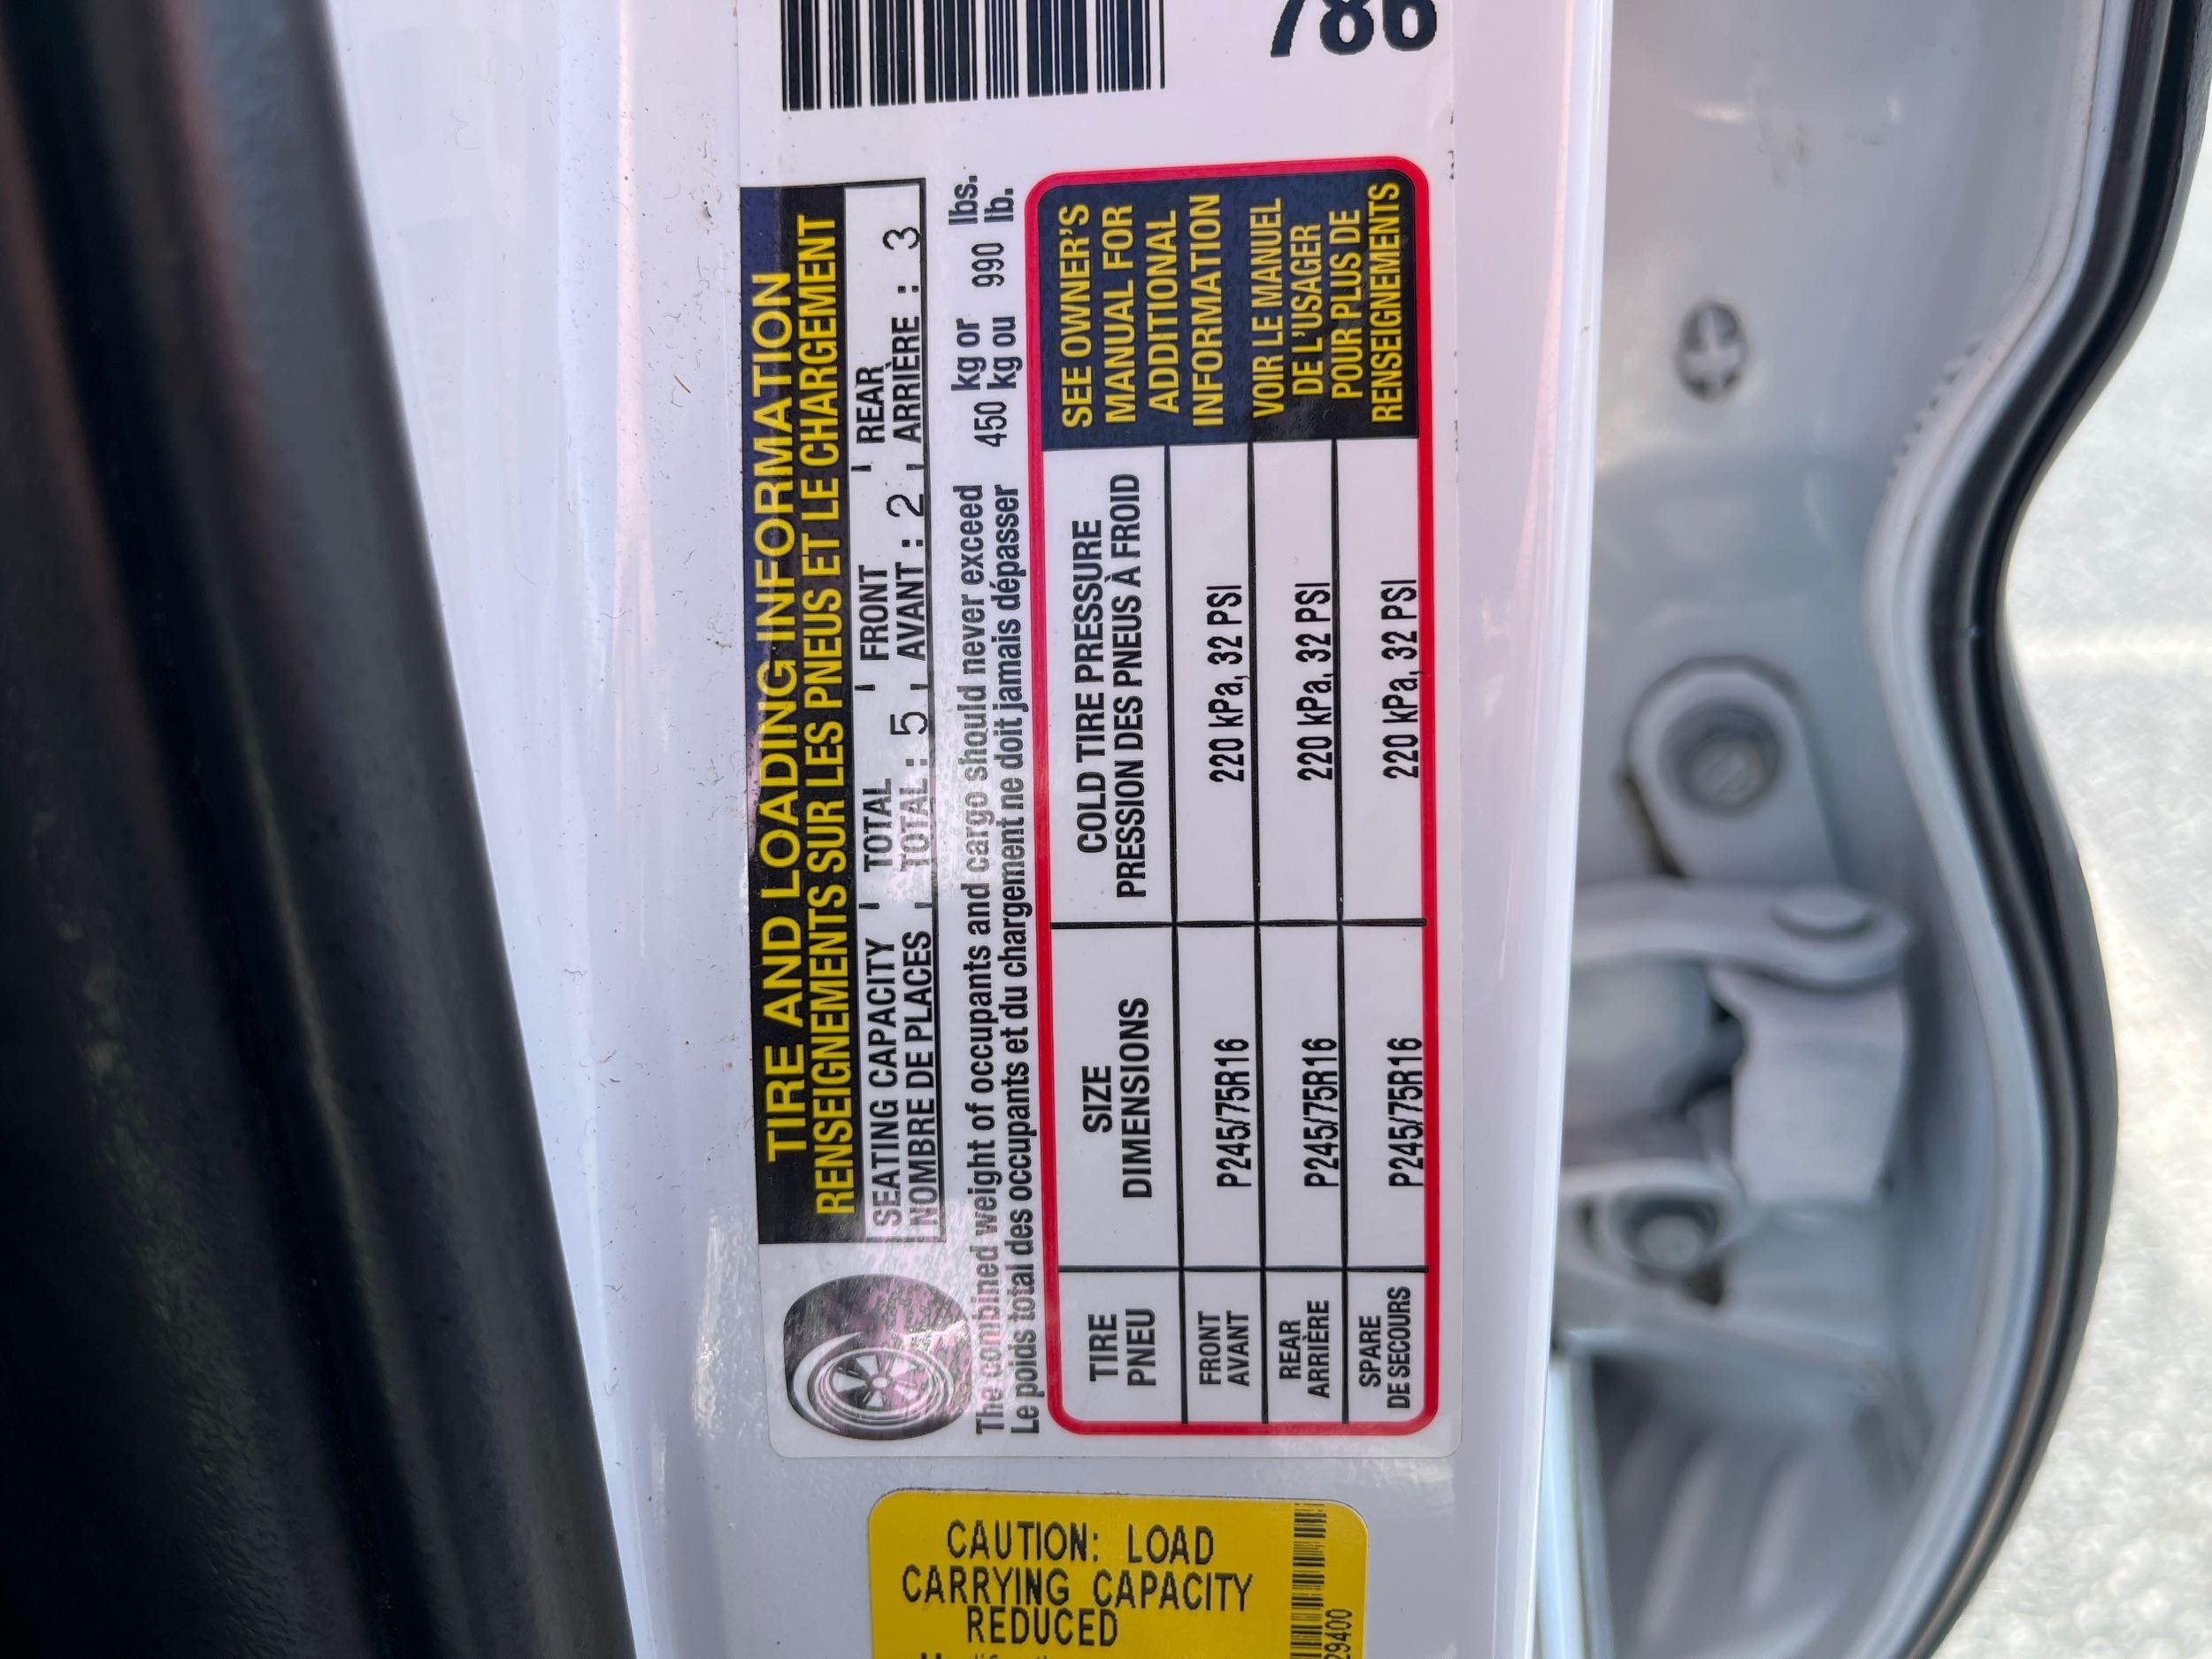 786
TIRE AND LOADING INFORMATION
RENSEIGNEMENTS SUR LES PNEUS ET LE CHARGEMENT
SEATING CAPACITY TOTAL FRONT REAR
NOMBRE DE PLACES TOTAL : 5 AVANT : 2 ARRIÈRE : 3
The combined weight of occupants and cargo should never exceed 450 kg or 990 lbs.
Le poids total des occupants et du chargement ne doit jamais dépasser kg ou lb.
TIRE SIZE COLD TIRE PRESSURE
PNEU DIMENSIONS PRESSION DES PNEUS À FROID
FRONT
AVANT P245/75R16 220 kPa, 32 PSI
REAR
ARRIÈRE P245/75R16 220 kPa, 32 PSI
SPARE
DE SECOURS P245/75R16 220 kPa, 32 PSI
SEE OWNER'S
MANUAL FOR
ADDITIONAL
INFORMATION
VOIR LE MANUEL
DE L'USAGER
POUR PLUS DE
RENSEIGNEMENTS
CAUTION: LOAD
CARRYING CAPACITY
REDUCED
29400